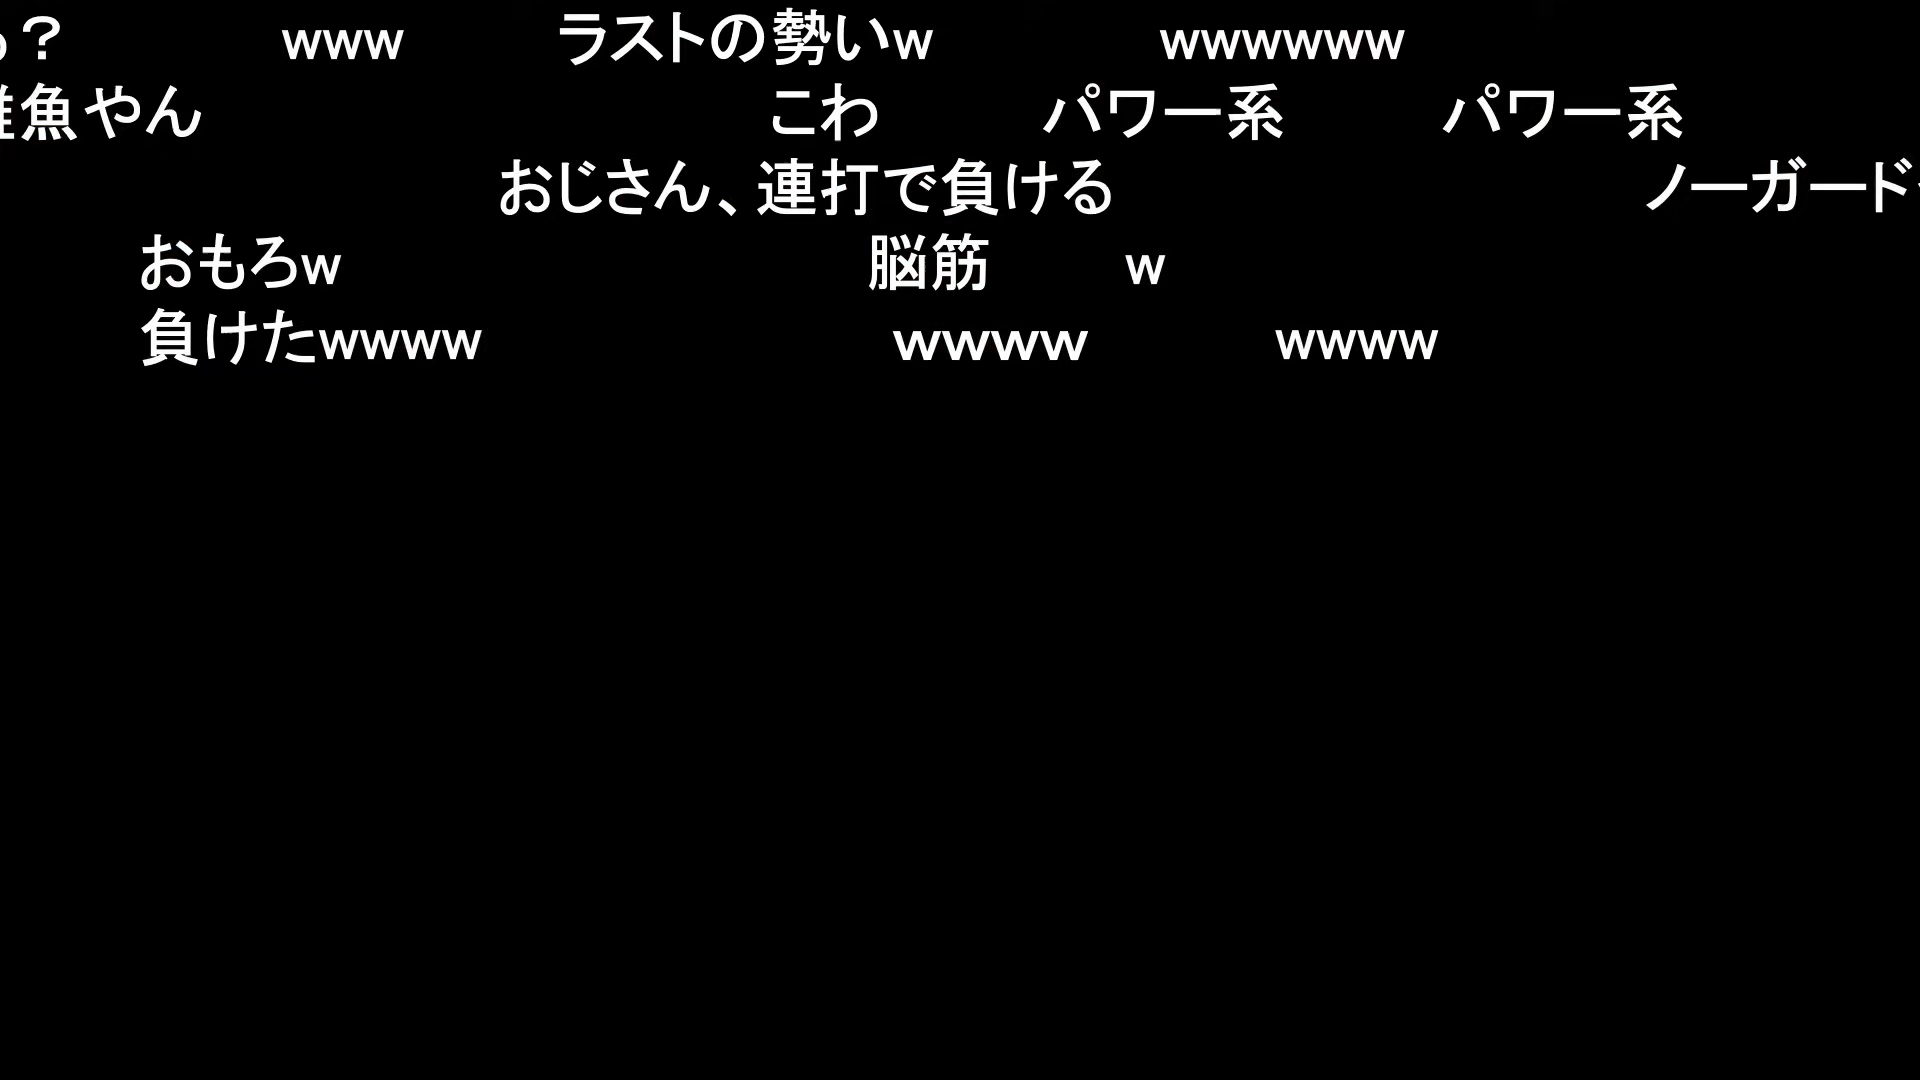 ？ www ラストの勢いw wwwwww
魚やん こわ パワー系 パワー系
おじさん、連打で負ける ノーガード
おもろw 脳筋 w
負けたwwww ｗｗｗｗ wwww